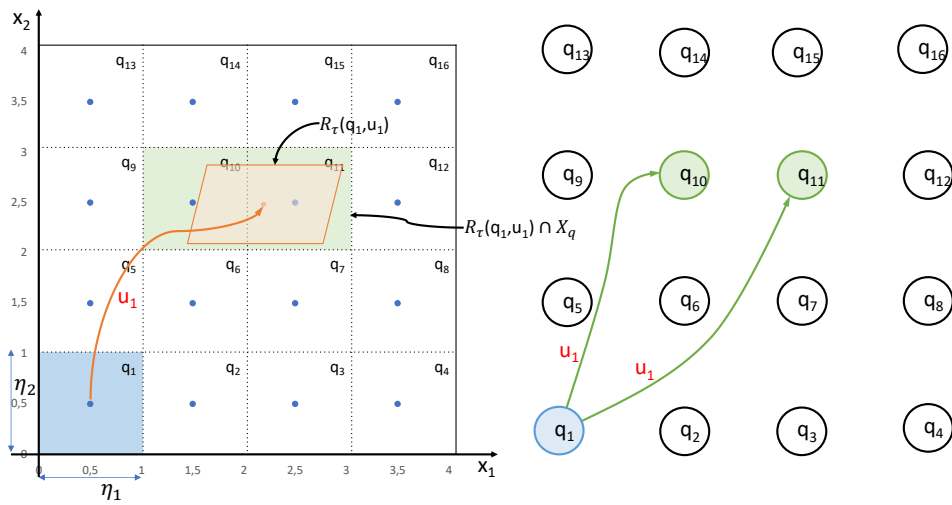 x₂
4
q₁₃ q₁₄ q₁₅ q₁₆
3,5
R_τ(q₁,u₁)
3
q₉ q₁₀ q₁₁ q₁₂
2,5
R_τ(q₁,u₁) ∩ X_q
2
q₅ q₆ q₇ q₈
u₁
1,5
1
q₁ q₂ q₃ q₄
η₂
0,5
0
0 0,5 1 1,5 2 2,5 3 3,5 4
x₁
η₁
q₁₃ q₁₄ q₁₅ q₁₆
q₉ q₁₀ q₁₁ q₁₂
q₅ q₆ q₇ q₈
u₁
u₁
q₁ q₂ q₃ q₄